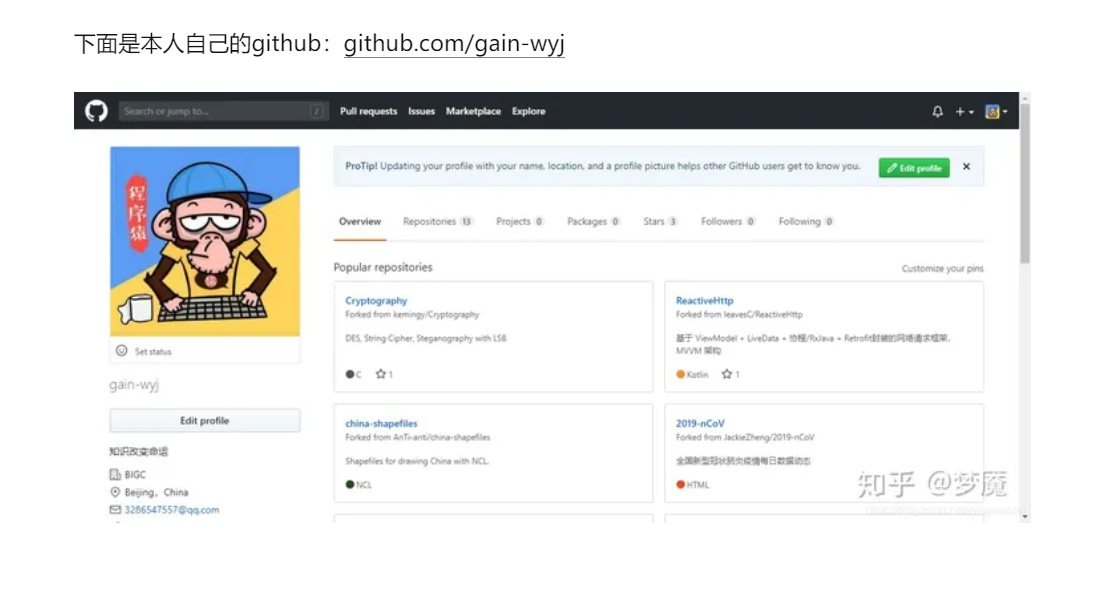 下面是本人自己的github：github.com/gain-wyj
Search or jump to... /
Pull requests Issues Marketplace Explore
程序猿
ProTip! Updating your profile with your name, location, and a profile picture helps other GitHub users get to know you.
Edit profile
Overview Repositories 13 Projects 0 Packages 0 Stars 3 Followers 0 Following 0
Popular repositories
Customize your pins
Cryptography
Forked from kemingy/Cryptography
DES, String Cipher, Steganography with LSB
C 1
ReactiveHttp
Forked from leavesC/ReactiveHttp
基于 ViewModel + LiveData + 协程/RxJava + Retrofit封装的网络请求框架,
MVVM 架构
Kotlin 1
Set status
gain-wyj
Edit profile
知识改变命运
BIGC
Beijing, China
3286547557@qq.com
china-shapefiles
Forked from AnTi-anti/china-shapefiles
Shapefiles for drawing China with NCL.
NCL
2019-nCoV
Forked from JackieZheng/2019-nCoV
全国新型冠状肺炎疫情每日数据动态
HTML
知乎 @梦魇